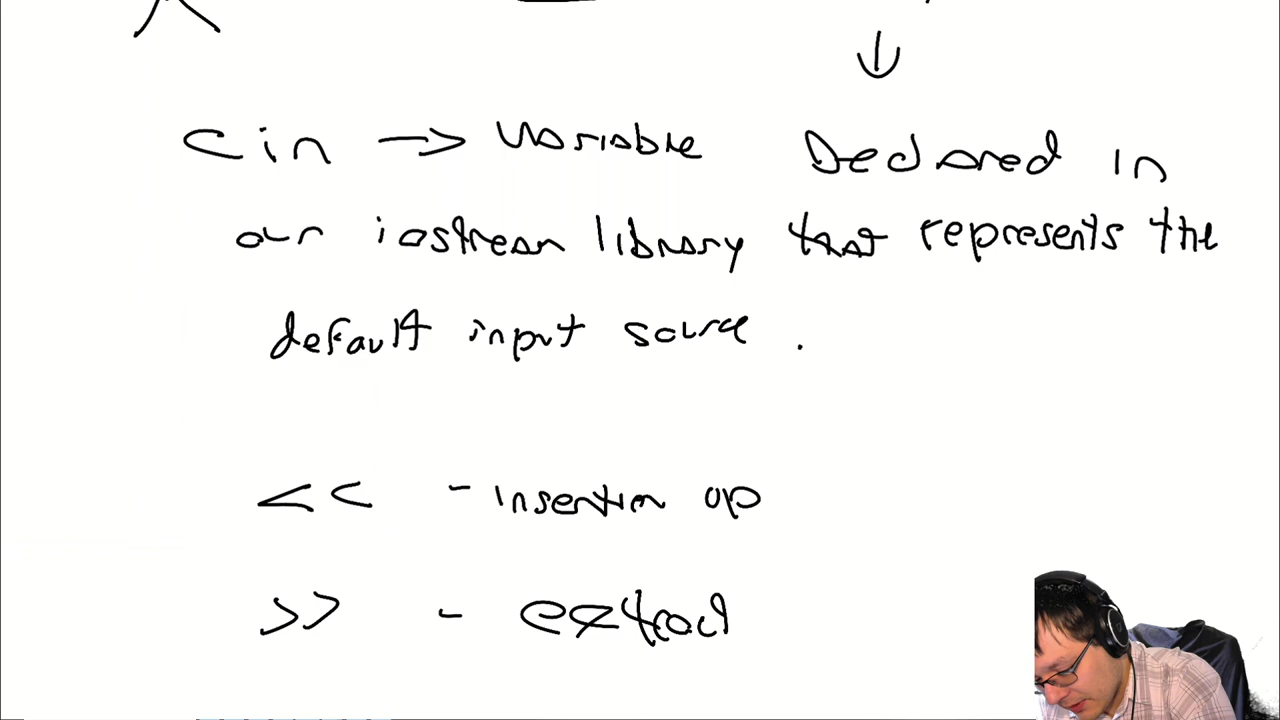 cin → variable Declared in
our iostream library that represents the
default input source .
<< - insertion op
>> - extract